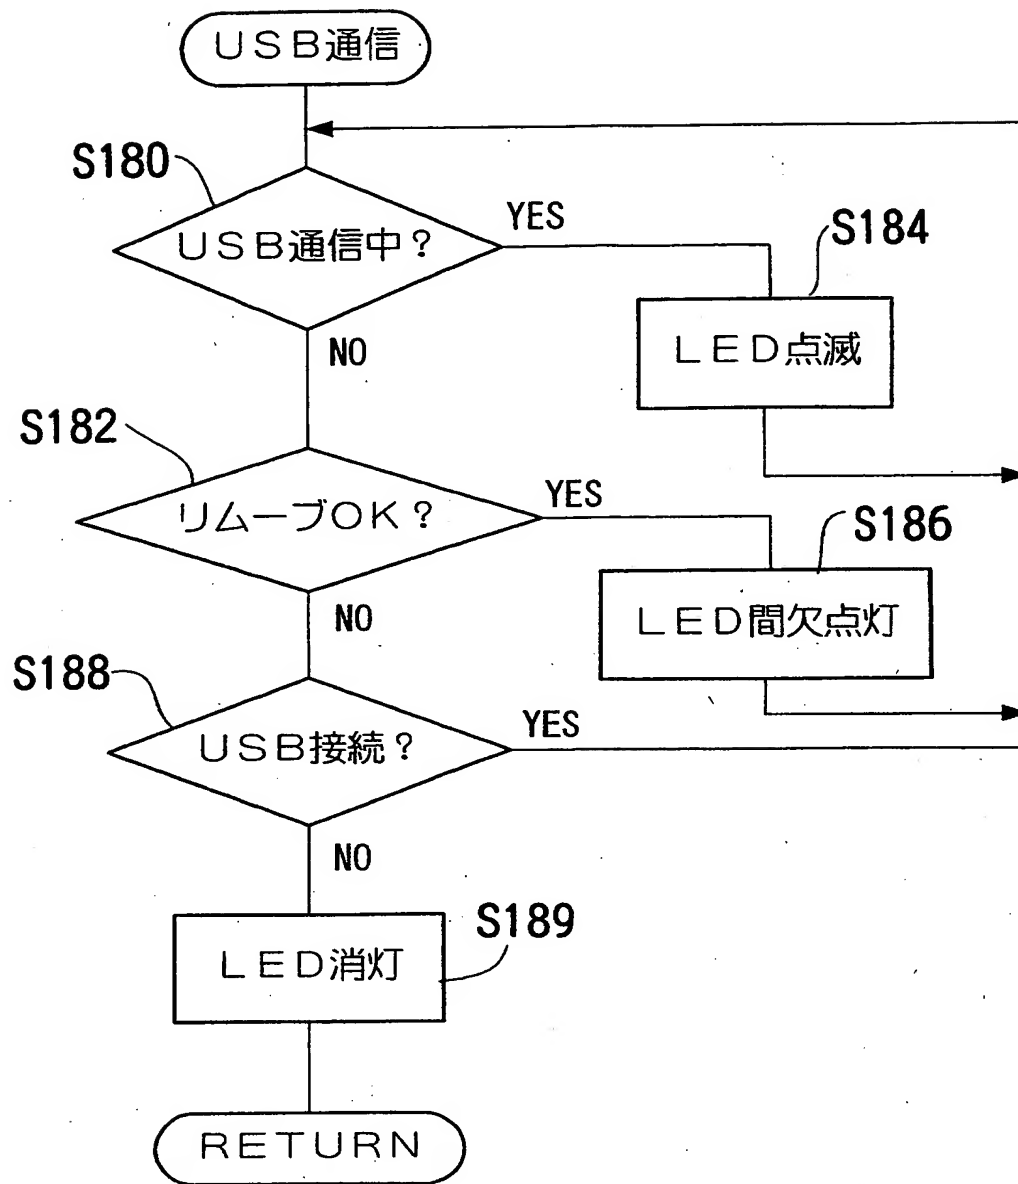 USB通信
S180
USB通信中?
YES
S184
LED点滅
NO
S182
リムーブOK?
YES
S186
LED間欠点灯
NO
S188
USB接続?
YES
NO
S189
LED消灯
RETURN